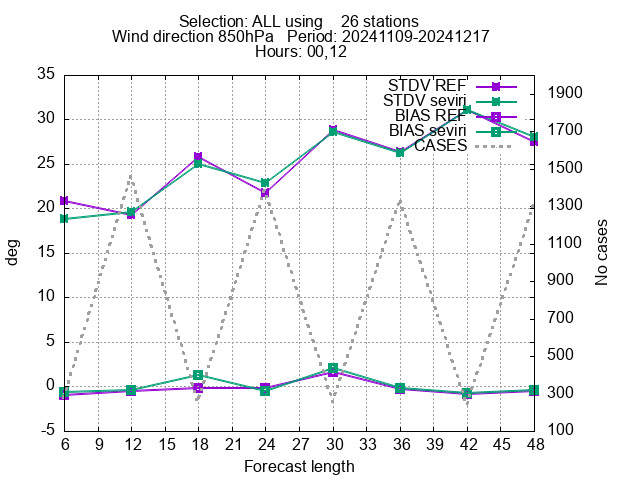 Selection: ALL using    26 stations
Wind direction 850hPa   Period: 20241109-20241217
Hours: 00,12
STDV REF
STDV seviri
BIAS REF
BIAS seviri
CASES
35
30
25
20
15
10
5
0
-5
deg
1900
1700
1500
1300
1100
900
700
500
300
100
No cases
6 9 12 15 18 21 24 27 30 33 36 39 42 45 48
Forecast length